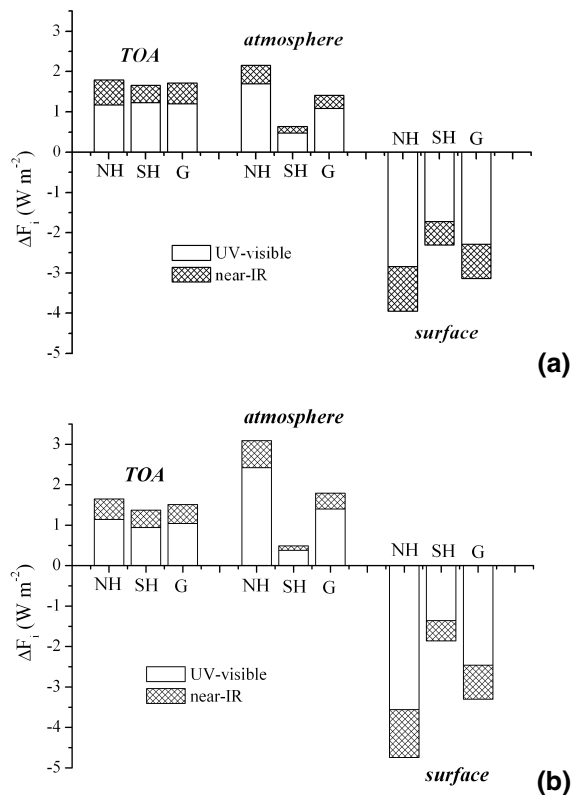 atmosphere
TOA
3
2
1
0
-1
-2
-3
-4
-5
ΔF_i (W m⁻²)
NH SH G
NH SH G
NH SH G
UV-visible
near-IR
surface
(a)
atmosphere
TOA
3
2
1
0
-1
-2
-3
-4
-5
ΔF_i (W m⁻²)
NH SH G
NH SH G
NH SH G
UV-visible
near-IR
surface
(b)